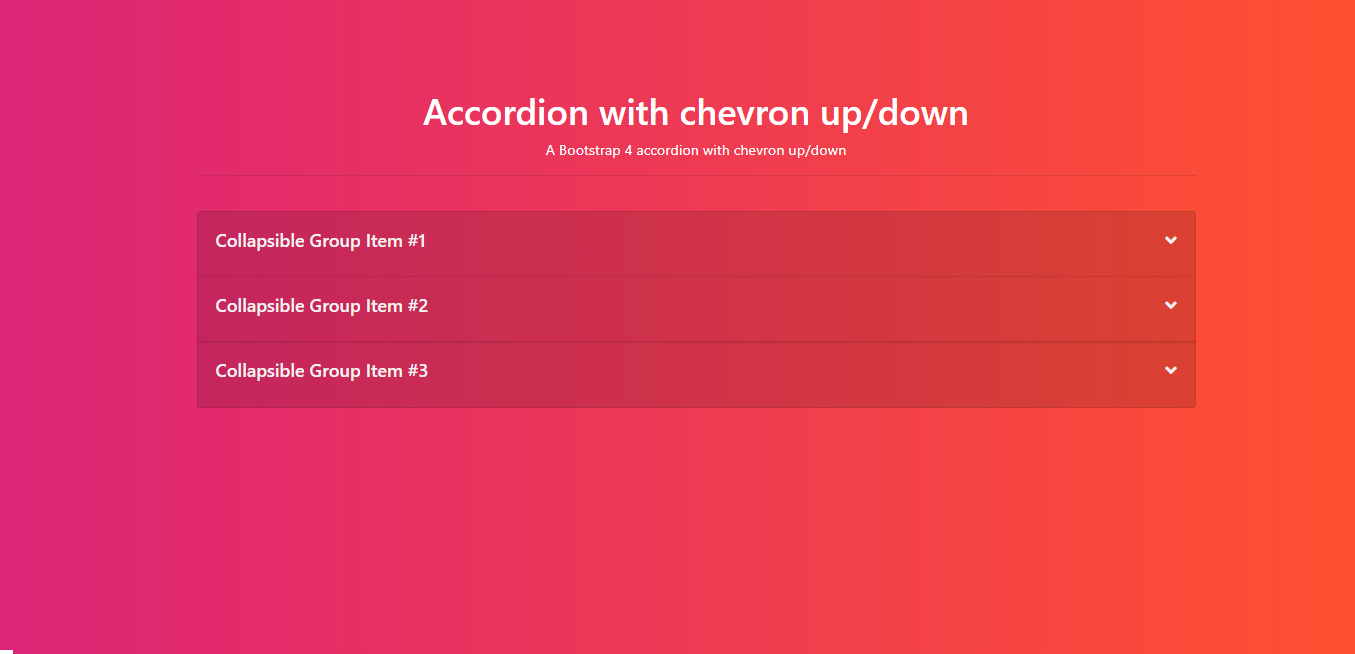 Accordion with chevron up/down
A Bootstrap 4 accordion with chevron up/down
Collapsible Group Item #1
Collapsible Group Item #2
Collapsible Group Item #3